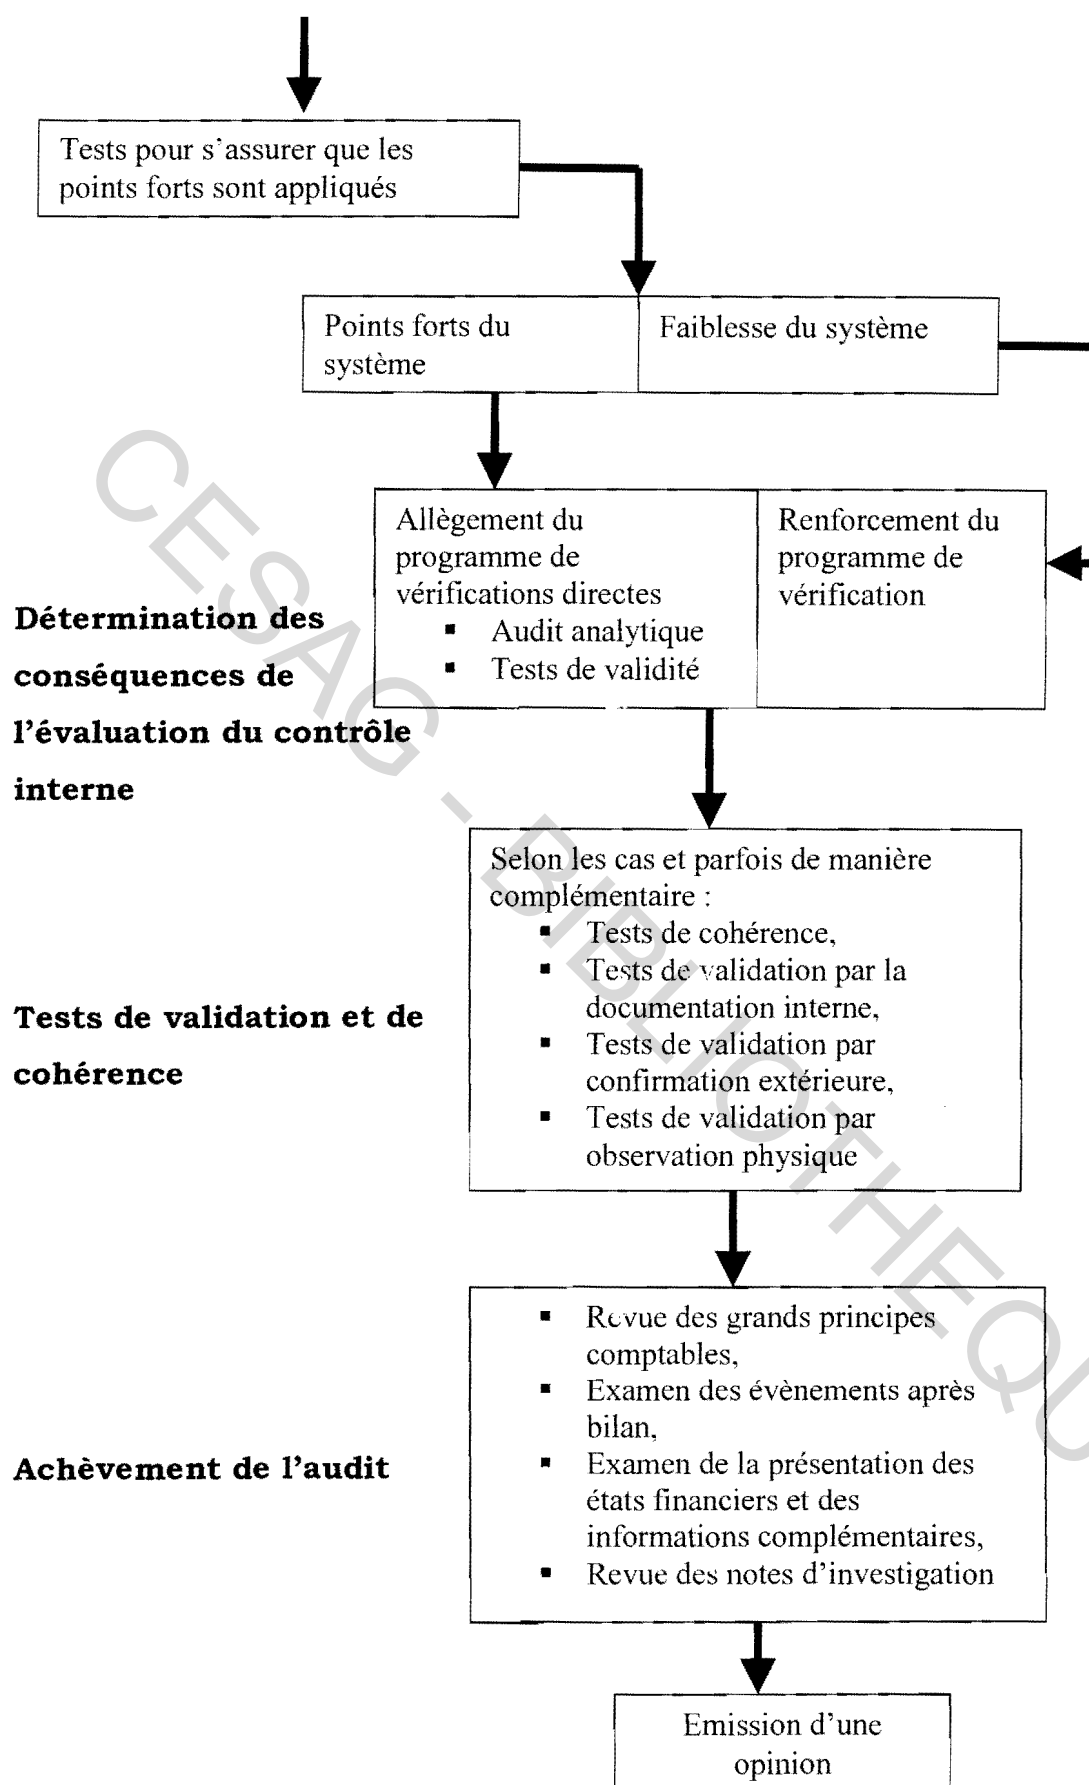 Tests pour s'assurer que les
points forts sont appliqués
Points forts du
système
Faiblesse du système
Allègement du
programme de
vérifications directes
▪ Audit analytique
▪ Tests de validité
Renforcement du
programme de
vérification
Détermination des
conséquences de
l'évaluation du contrôle
interne
Selon les cas et parfois de manière
complémentaire :
▪ Tests de cohérence,
▪ Tests de validation par la
documentation interne,
▪ Tests de validation par
confirmation extérieure,
▪ Tests de validation par
observation physique
Tests de validation et de
cohérence
▪ Revue des grands principes
comptables,
▪ Examen des évènements après
bilan,
▪ Examen de la présentation des
états financiers et des
informations complémentaires,
▪ Revue des notes d'investigation
Achèvement de l'audit
Emission d'une
opinion
CESAG - BIBLIOTHEQU